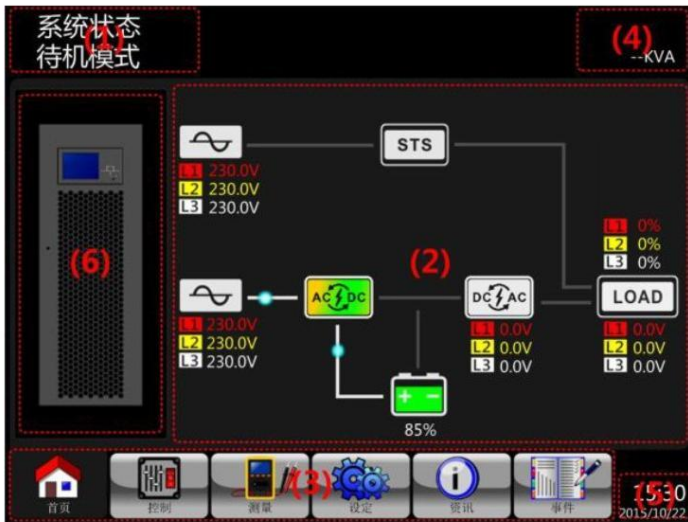 系统状态
待机模式
(1)
(4)
--KVA
STS
L1 230.0V
L2 230.0V
L3 230.0V
(6)
(2)
L1 0%
L2 0%
L3 0%
AC DC
DC AC
LOAD
L1 230.0V
L2 230.0V
L3 230.0V
L1 0.0V
L2 0.0V
L3 0.0V
L1 0.0V
L2 0.0V
L3 0.0V
85%
(3)
首页
控制
测量
设定
资讯
事件
(5)
15:30
2015/10/22